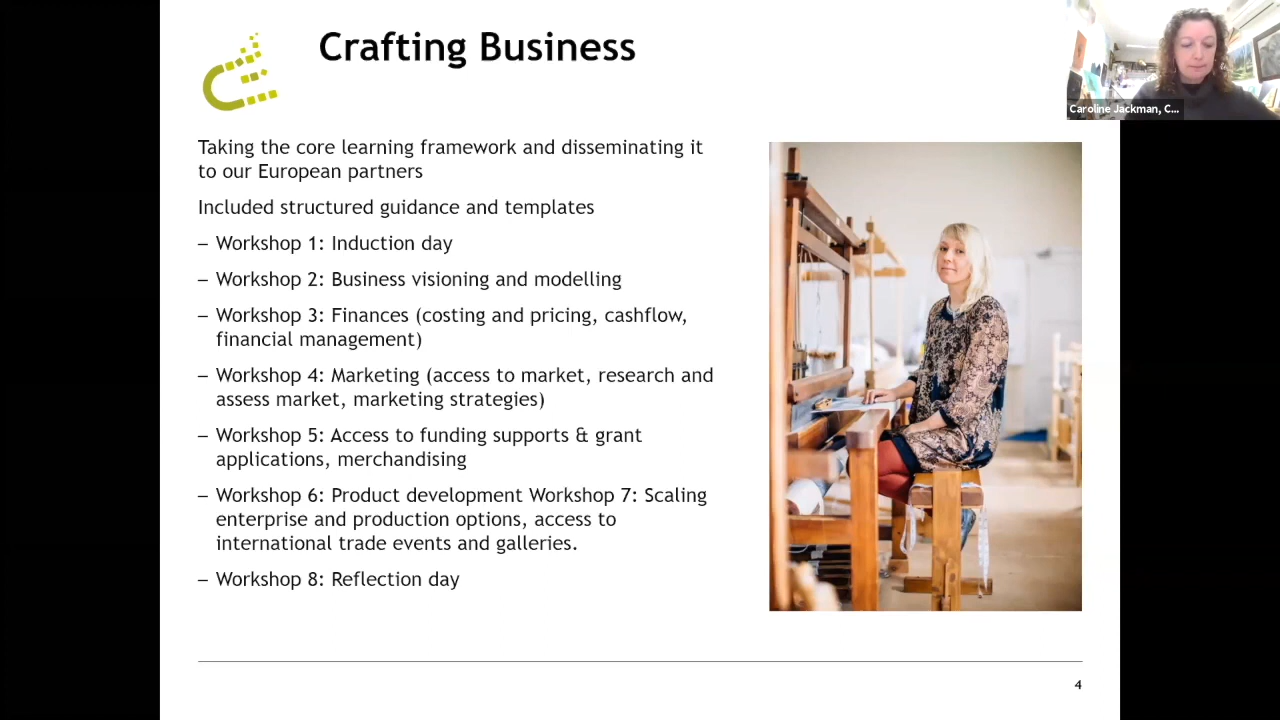 Crafting Business
Caroline Jackman, C...
Taking the core learning framework and disseminating it
to our European partners
Included structured guidance and templates
– Workshop 1: Induction day
– Workshop 2: Business visioning and modelling
– Workshop 3: Finances (costing and pricing, cashflow,
financial management)
– Workshop 4: Marketing (access to market, research and
assess market, marketing strategies)
– Workshop 5: Access to funding supports & grant
applications, merchandising
– Workshop 6: Product development Workshop 7: Scaling
enterprise and production options, access to
international trade events and galleries.
– Workshop 8: Reflection day
4